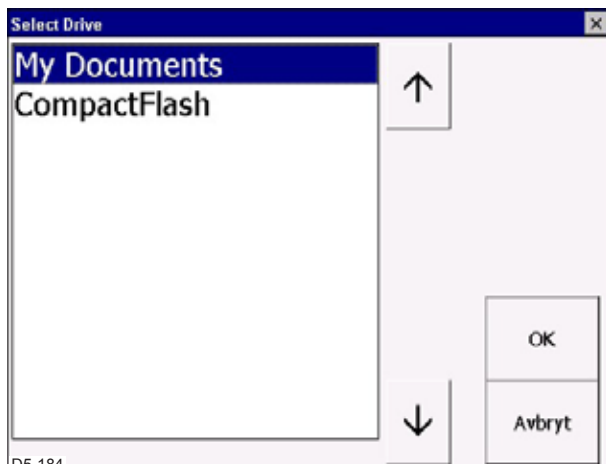 Select Drive
My Documents
CompactFlash
OK
Avbryt
D5-184